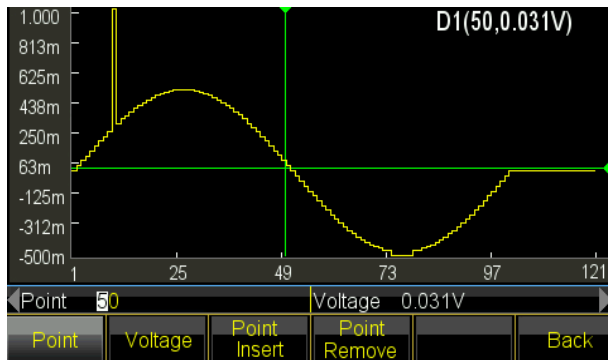 1.000
D1(50,0.031V)
813m
625m
438m
250m
63m
-125m
-312m
-500m
1 25 49 73 97 121
Point 50 Voltage 0.031V
Point Voltage Point Insert Point Remove Back